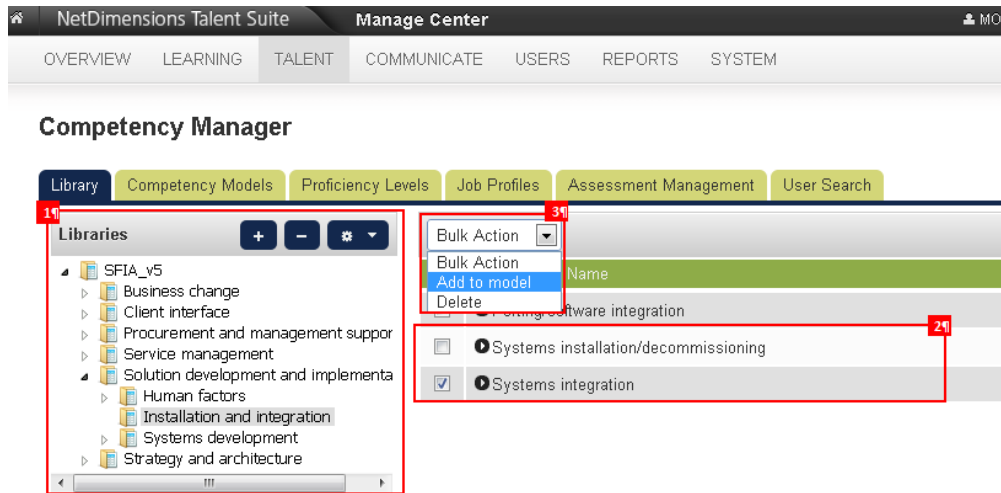 NetDimensions Talent Suite Manage Center MO
OVERVIEW LEARNING TALENT COMMUNICATE USERS REPORTS SYSTEM
Competency Manager
Library Competency Models Proficiency Levels Job Profiles Assessment Management User Search
1¶ 3¶
Libraries + −
Bulk Action
Bulk Action
Add to model
Delete
Name
software integration
2¶
Systems installation/decommissioning
Systems integration
SFIA_v5
Business change
Client interface
Procurement and management suppor
Service management
Solution development and implementa
Human factors
Installation and integration
Systems development
Strategy and architecture